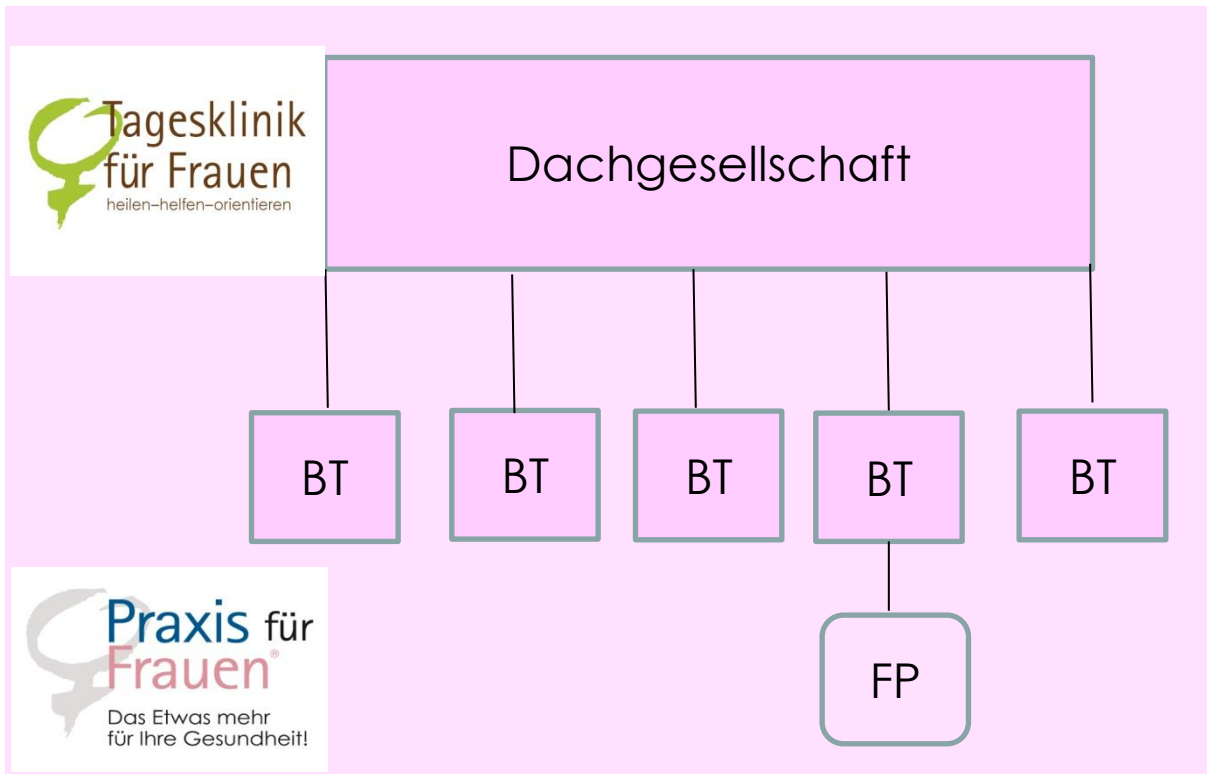 Tagesklinik
für Frauen
heilen–helfen–orientieren
Dachgesellschaft
BT
BT
BT
BT
BT
Praxis für
Frauen®
Das Etwas mehr
für Ihre Gesundheit!
FP